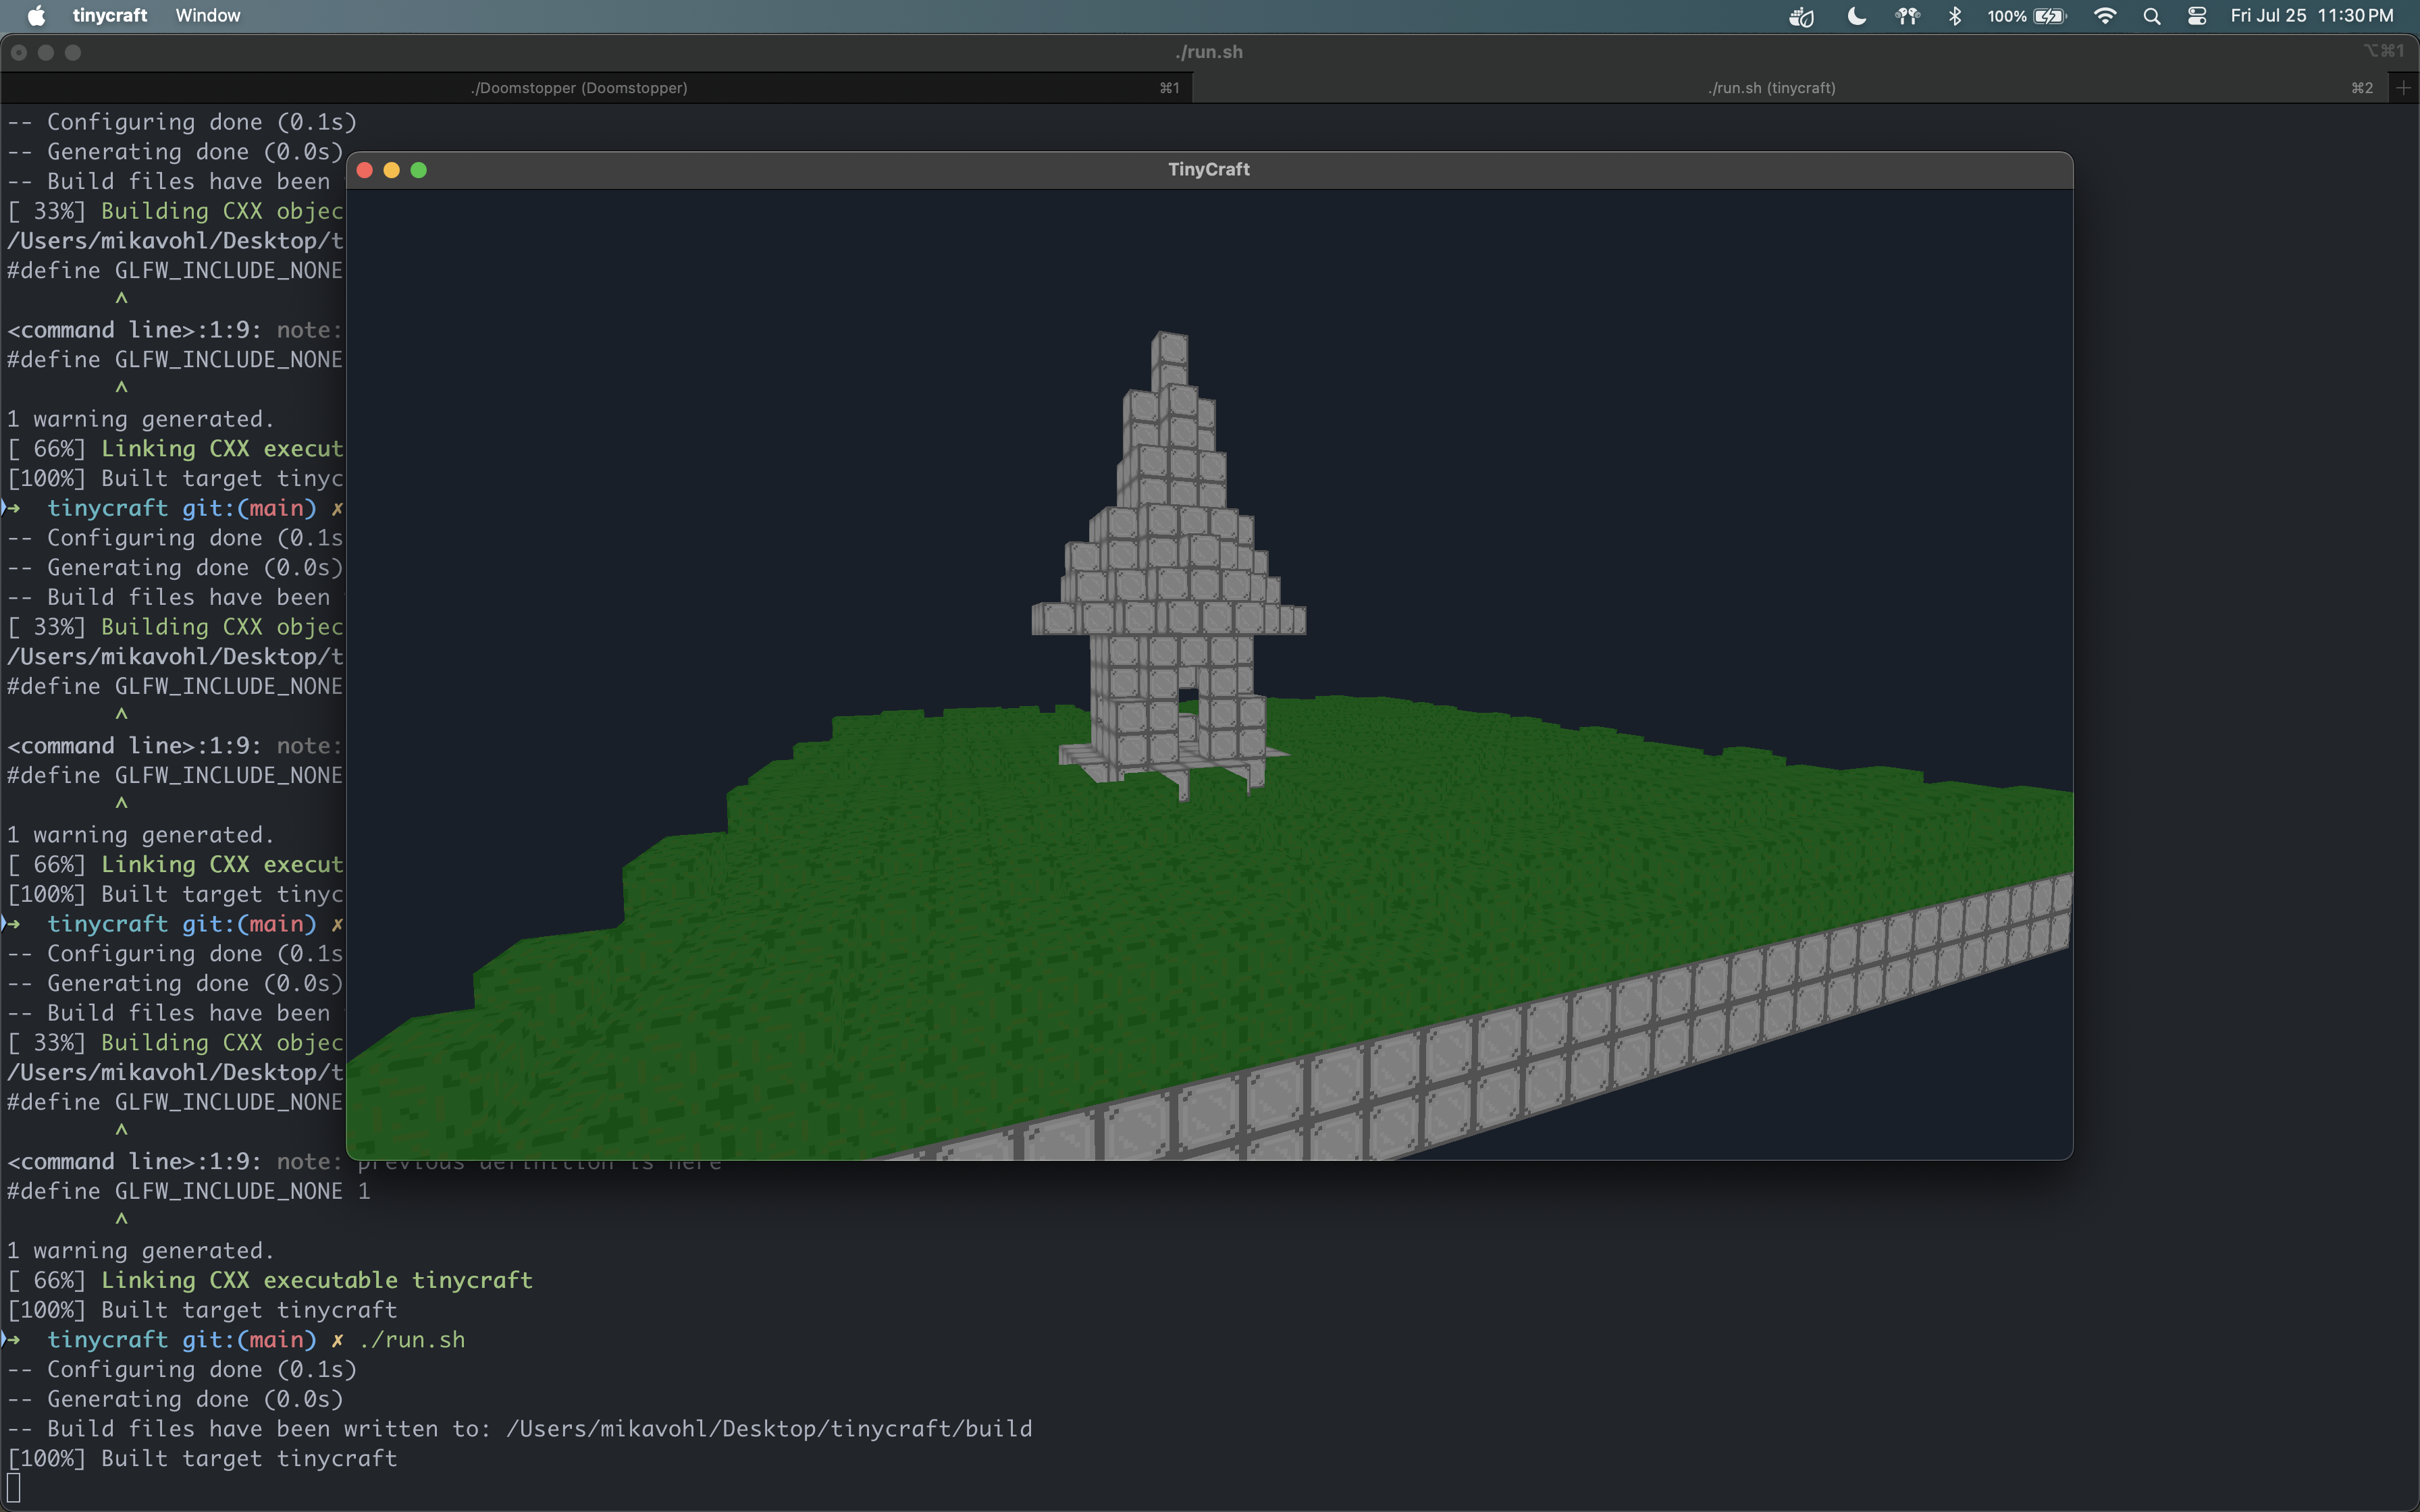 tinycraft Window 100% Fri Jul 25 11:30 PM
./run.sh ⌥⌘1
./Doomstopper (Doomstopper) ⌘1 ./run.sh (tinycraft) ⌘2 +
-- Configuring done (0.1s)
-- Generating done (0.0s)
TinyCraft
-- Build files have been
[ 33%] Building CXX objec
/Users/mikavohl/Desktop/t
#define GLFW_INCLUDE_NONE
^
<command line>:1:9: note:
#define GLFW_INCLUDE_NONE
^
1 warning generated.
[ 66%] Linking CXX execut
[100%] Built target tinyc
➜ tinycraft git:(main) ✗
-- Configuring done (0.1s
-- Generating done (0.0s)
-- Build files have been
[ 33%] Building CXX objec
/Users/mikavohl/Desktop/t
#define GLFW_INCLUDE_NONE
^
<command line>:1:9: note:
#define GLFW_INCLUDE_NONE
^
1 warning generated.
[ 66%] Linking CXX execut
[100%] Built target tinyc
➜ tinycraft git:(main) ✗
-- Configuring done (0.1s
-- Generating done (0.0s)
-- Build files have been
[ 33%] Building CXX objec
/Users/mikavohl/Desktop/t
#define GLFW_INCLUDE_NONE
^
<command line>:1:9: note: previous definition is here
#define GLFW_INCLUDE_NONE 1
^
1 warning generated.
[ 66%] Linking CXX executable tinycraft
[100%] Built target tinycraft
➜ tinycraft git:(main) ✗ ./run.sh
-- Configuring done (0.1s)
-- Generating done (0.0s)
-- Build files have been written to: /Users/mikavohl/Desktop/tinycraft/build
[100%] Built target tinycraft